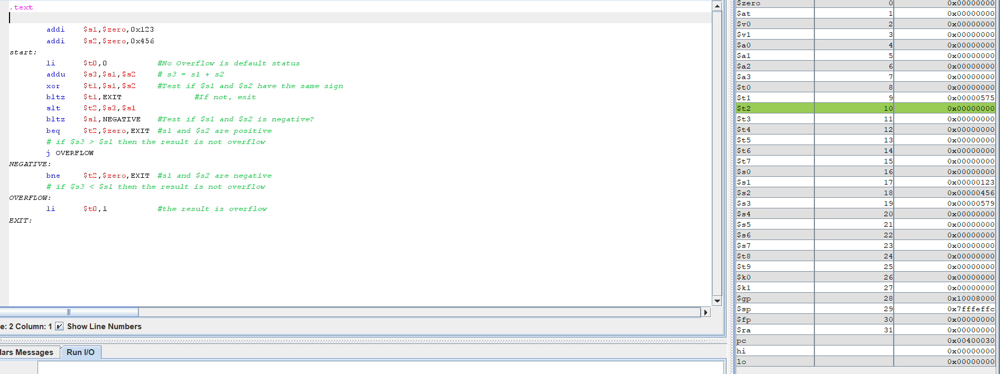 .text
addi $s1,$zero,0x123
addi $s2,$zero,0x456
start:
li $t0,0 #No Overflow is default status
addu $s3,$s1,$s2 # s3 = s1 + s2
xor $t1,$s1,$s2 #Test if $s1 and $s2 have the same sign
bltz $t1,EXIT #If not, exit
slt $t2,$s3,$s1
bltz $s1,NEGATIVE #Test if $s1 and $s2 is negative?
beq $t2,$zero,EXIT #s1 and $s2 are positive
# if $s3 > $s1 then the result is not overflow
j OVERFLOW
NEGATIVE:
bne $t2,$zero,EXIT #s1 and $s2 are negative
# if $s3 < $s1 then the result is not overflow
OVERFLOW:
li $t0,1 #the result is overflow
EXIT:
e: 2 Column: 1 Show Line Numbers
Mars Messages Run I/O
$zero 0 0x00000000
$at 1 0x00000000
$v0 2 0x00000000
$v1 3 0x00000000
$a0 4 0x00000000
$a1 5 0x00000000
$a2 6 0x00000000
$a3 7 0x00000000
$t0 8 0x00000000
$t1 9 0x00000575
$t2 10 0x00000000
$t3 11 0x00000000
$t4 12 0x00000000
$t5 13 0x00000000
$t6 14 0x00000000
$t7 15 0x00000000
$s0 16 0x00000000
$s1 17 0x00000123
$s2 18 0x00000456
$s3 19 0x00000579
$s4 20 0x00000000
$s5 21 0x00000000
$s6 22 0x00000000
$s7 23 0x00000000
$t8 24 0x00000000
$t9 25 0x00000000
$k0 26 0x00000000
$k1 27 0x00000000
$gp 28 0x10008000
$sp 29 0x7fffeffc
$fp 30 0x00000000
$ra 31 0x00000000
pc 0x00400030
hi 0x00000000
lo 0x00000000